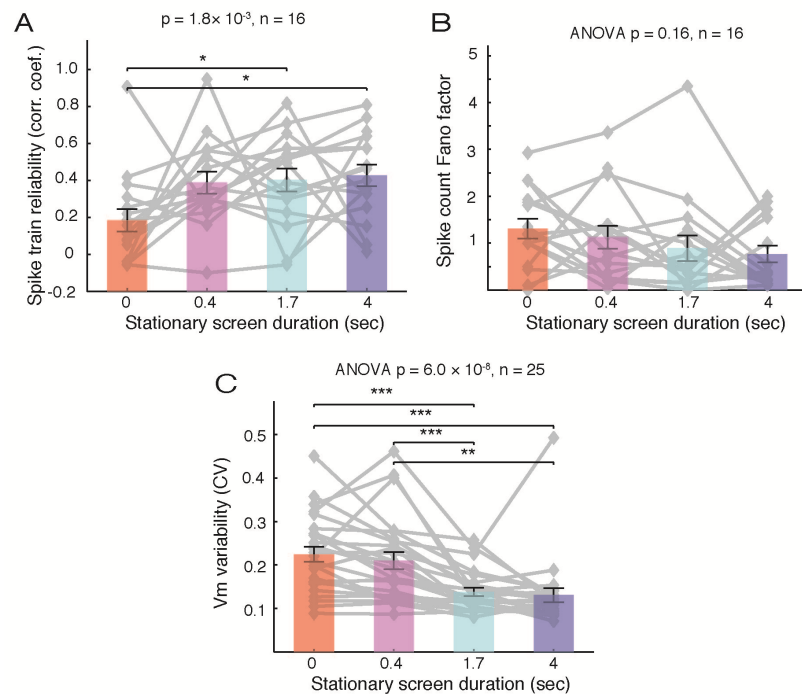 A
p = 1.8× 10⁻³, n = 16
*
*
1.0
0.8
0.6
0.4
0.2
0
-0.2
Spike train reliability (corr. coef.)
0 0.4 1.7 4
Stationary screen duration (sec)
B
ANOVA p = 0.16, n = 16
5
4
3
2
1
Spike count Fano factor
0 0.4 1.7 4
Stationary screen duration (sec)
C
ANOVA p = 6.0 × 10⁻⁸, n = 25
***
***
***
**
0.5
0.4
0.3
0.2
0.1
Vm variability (CV)
0 0.4 1.7 4
Stationary screen duration (sec)